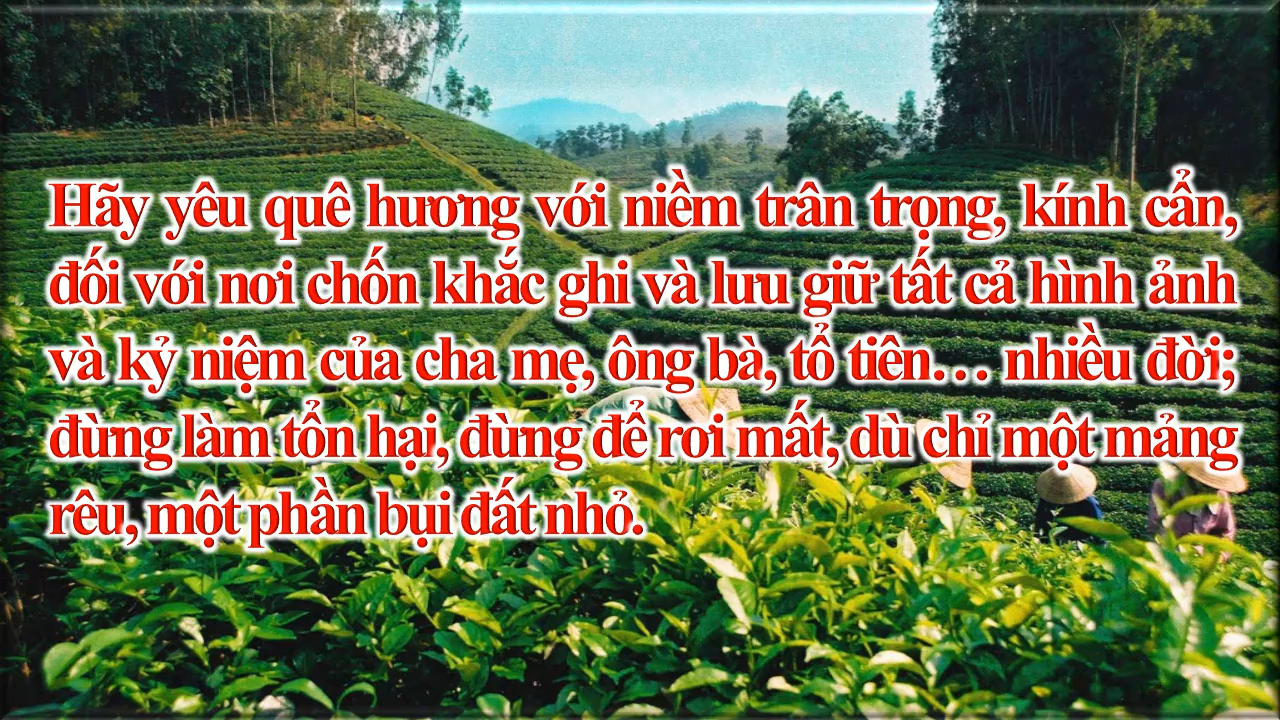 Hãy yêu quê hương với niềm trân trọng, kính cẩn,
đối với nơi chốn khắc ghi và lưu giữ tất cả hình ảnh
và kỷ niệm của cha mẹ, ông bà, tổ tiên… nhiều đời;
đừng làm tổn hại, đừng để rơi mất, dù chỉ một mảng
rêu, một phần bụi đất nhỏ.